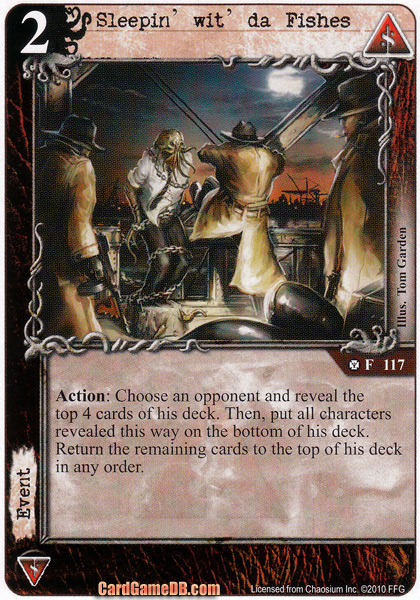 2
Sleepin' wit' da Fishes
Illus. Tom Garden
F 117
Action: Choose an opponent and reveal the
top 4 cards of his deck. Then, put all characters
revealed this way on the bottom of his deck.
Return the remaining cards to the top of his deck
in any order.
Event
CardGameDB.com
Licensed from Chaosium Inc. ©2010 FFG